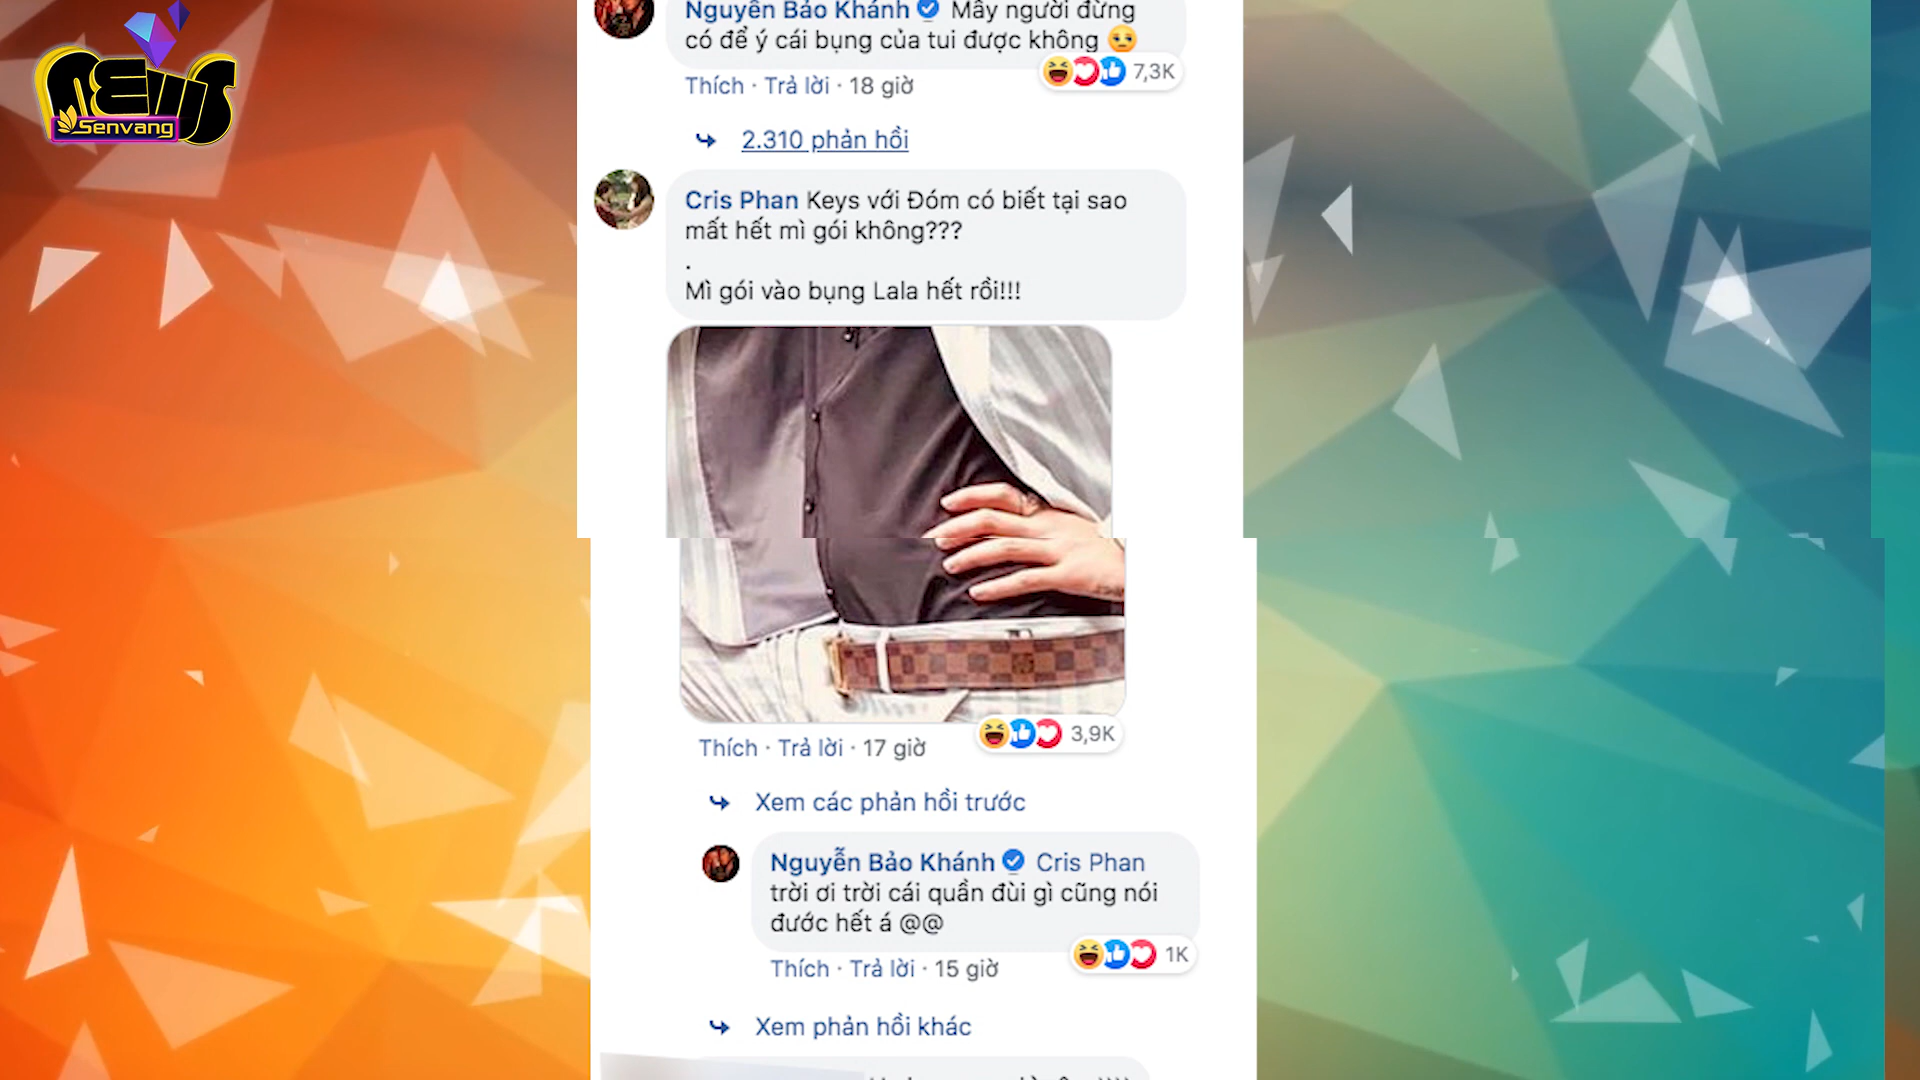 NEWS
Senvang
Nguyễn Bảo Khánh Mấy người đừng
có để ý cái bụng của tui được không
7,3K
Thích · Trả lời · 18 giờ
2.310 phản hồi
Cris Phan Keys với Đóm có biết tại sao
mất hết mì gói không???
.
Mì gói vào bụng Lala hết rồi!!!
3,9K
Thích · Trả lời · 17 giờ
Xem các phản hồi trước
Nguyễn Bảo Khánh Cris Phan
trời ơi trời cái quần đùi gì cũng nói
đước hết á @@
1K
Thích · Trả lời · 15 giờ
Xem phản hồi khác